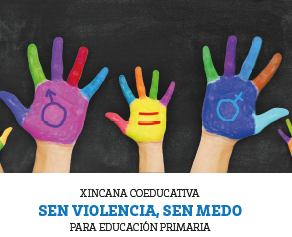 XINCANA COEDUCATIVA
SEN VIOLENCIA, SEN MEDO
PARA EDUCACIÓN PRIMARIA